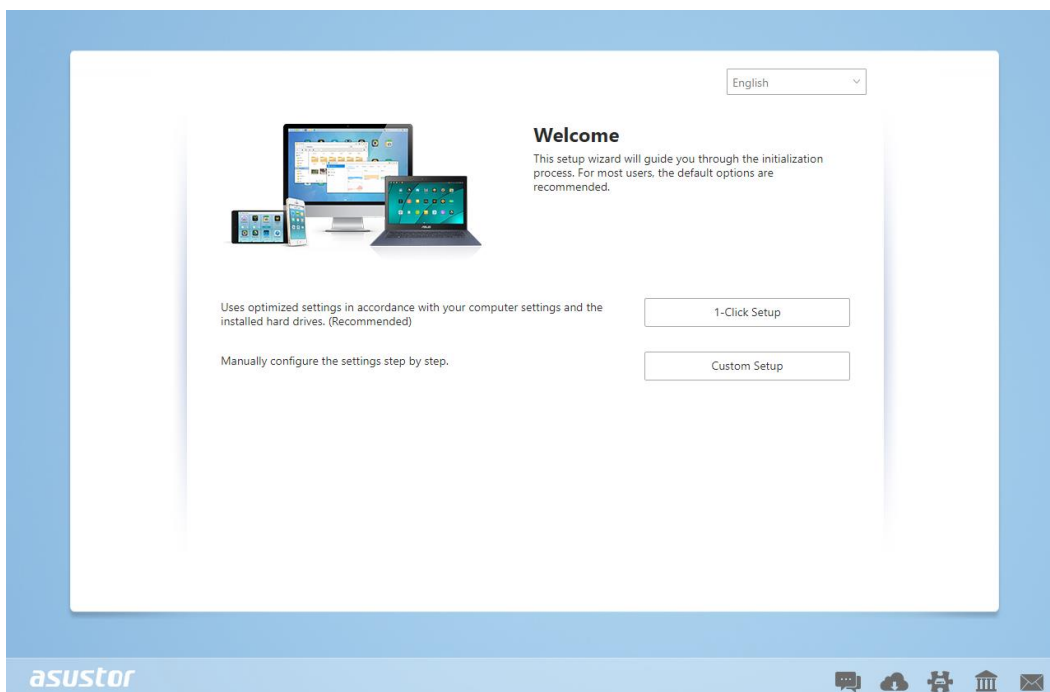 English
Welcome
This setup wizard will guide you through the initialization
process. For most users, the default options are
recommended.
Uses optimized settings in accordance with your computer settings and the
installed hard drives. (Recommended)
1-Click Setup
Manually configure the settings step by step.
Custom Setup
asustor